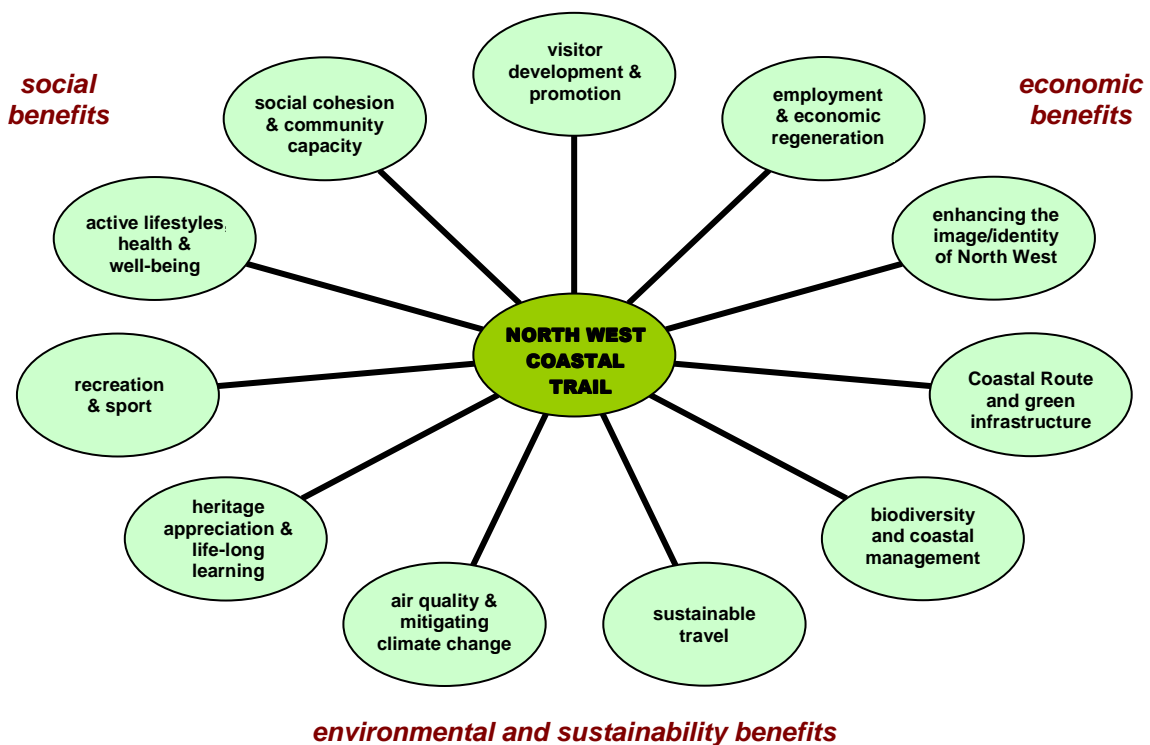 social
benefits
economic
benefits
visitor
development &
promotion
employment
& economic
regeneration
enhancing the
image/identity
of North West
Coastal Route
and green
infrastructure
biodiversity
and coastal
management
sustainable
travel
air quality &
mitigating
climate change
heritage
appreciation &
life-long
learning
recreation
& sport
active lifestyles,
health &
well-being
social cohesion
& community
capacity
NORTH WEST
COASTAL
TRAIL
environmental and sustainability benefits